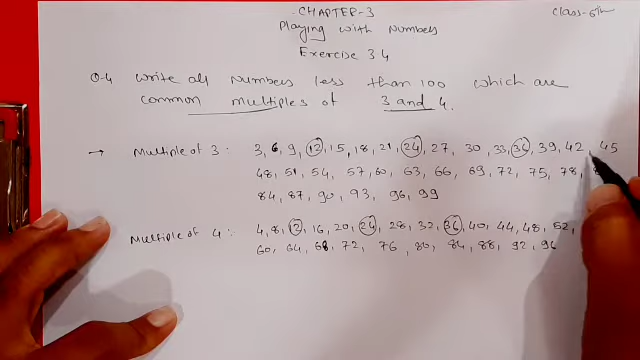 CHAPTER-3
Class-6th
Playing with Numbers
Exercise 3.4
Q.4 Write all Numbers less than 100 which are
common multiples of 3 and 4.
→ Multiple of 3: 3, 6, 9, 12, 15, 18, 21, 24, 27, 30, 33, 36, 39, 42, 45
48, 51, 54, 57, 60, 63, 66, 69, 72, 75, 78,
84, 87, 90, 93, 96, 99
Multiple of 4: 4, 8, 12, 16, 20, 24, 28, 32, 36, 40, 44, 48, 52,
60, 64, 68, 72, 76, 80, 84, 88, 92, 96